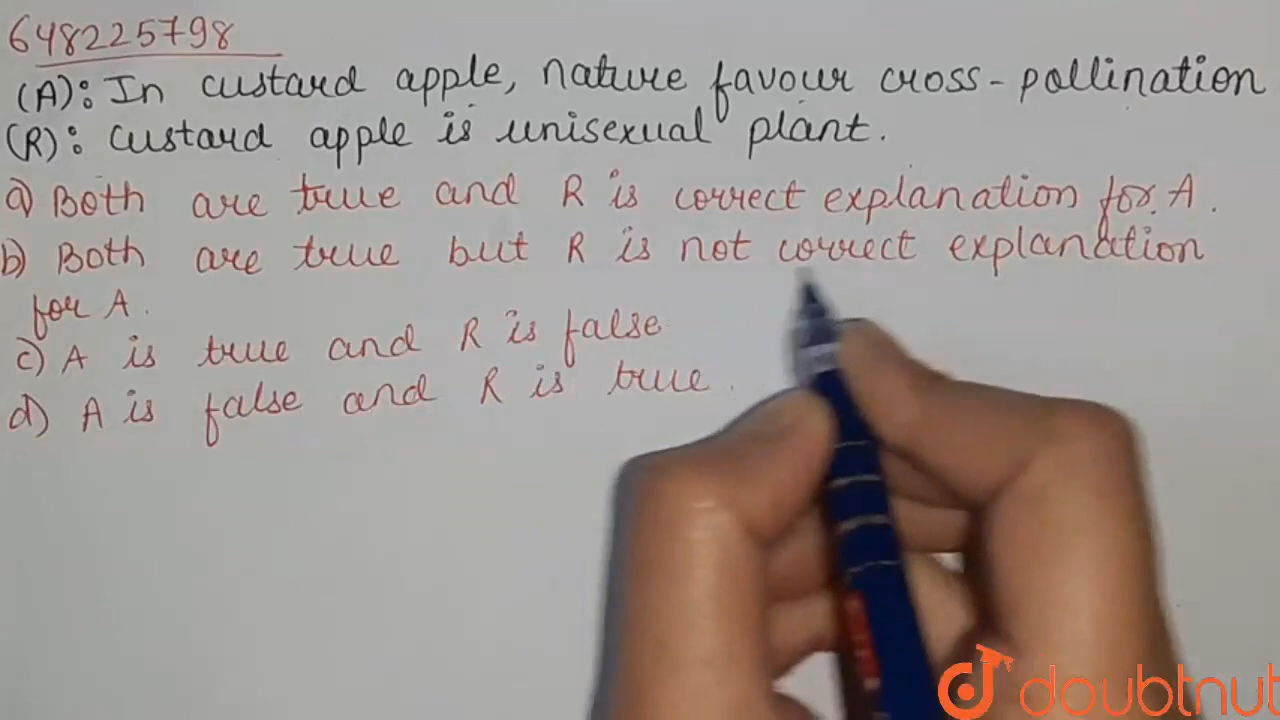 648225798
(A): In custard apple, nature favour cross-pollination
(R): custard apple is unisexual plant.
a) Both are true and R is correct explanation for A.
b) Both are true but R is not correct explanation
for A.
c) A is true and R is false
d) A is false and R is true.
doubtnut